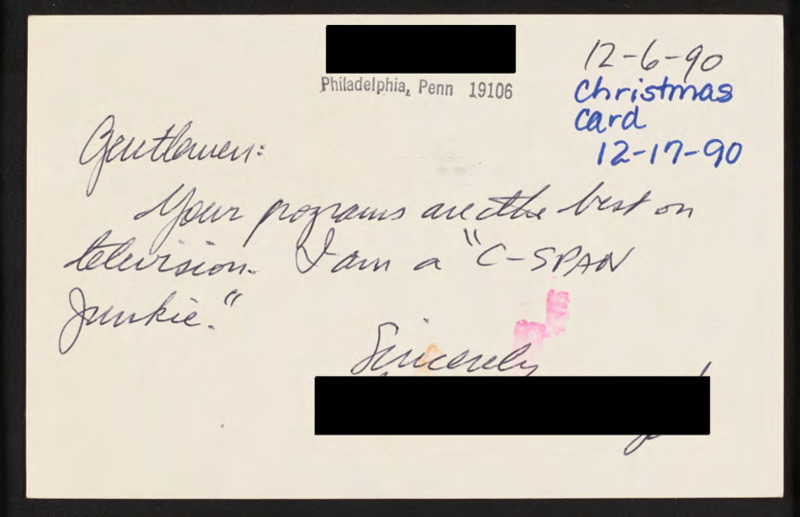 Philadelphia, Penn 19106
12-6-90
Christmas
Card
12-17-90
Gentlemen:
Your programs are the best on
television. I am a "C-SPAN
Junkie."
Sincerely